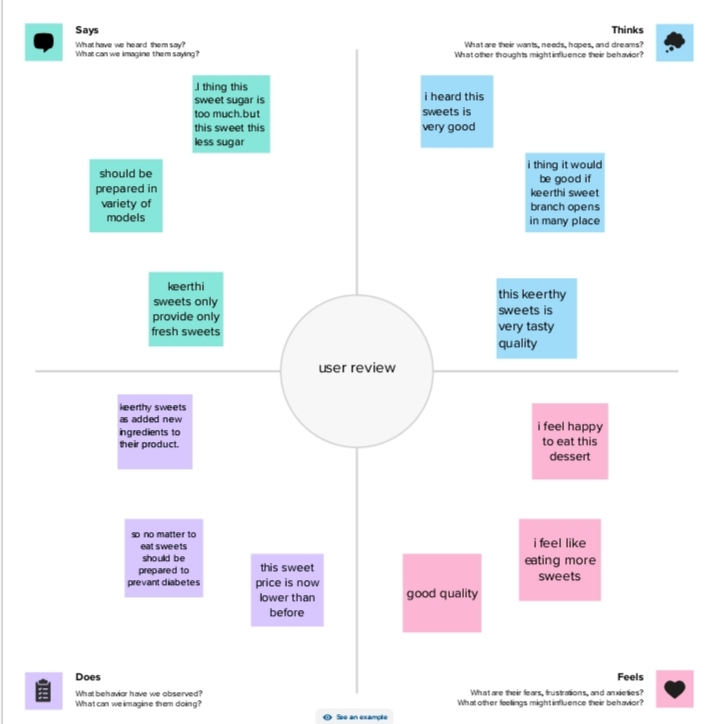 Says
What have we heard them say?
What can we imagine them saying?
Thinks
What are their wants, needs, hopes, and dreams?
What other thoughts might influence their behavior?
.I thing this
sweet sugar is
too much.but
this sweet this
less sugar
should be
prepared in
variety of
models
keerthi
sweets only
provide only
fresh sweets
i heard this
sweets is
very good
i thing it would
be good if
keerthi sweet
branch opens
in many place
this keerthy
sweets is
very tasty
quality
user review
keerthy sweets
as added new
ingredients to
their product.
so no matter to
eat sweets
should be
prepared to
prevant diabetes
this sweet
price is now
lower than
before
i feel happy
to eat this
dessert
i feel like
eating more
sweets
good quality
Does
What behavior have we observed?
What can we imagine them doing?
Feels
What are their fears, frustrations, and anxieties?
What other feelings might influence their behavior?
See an example